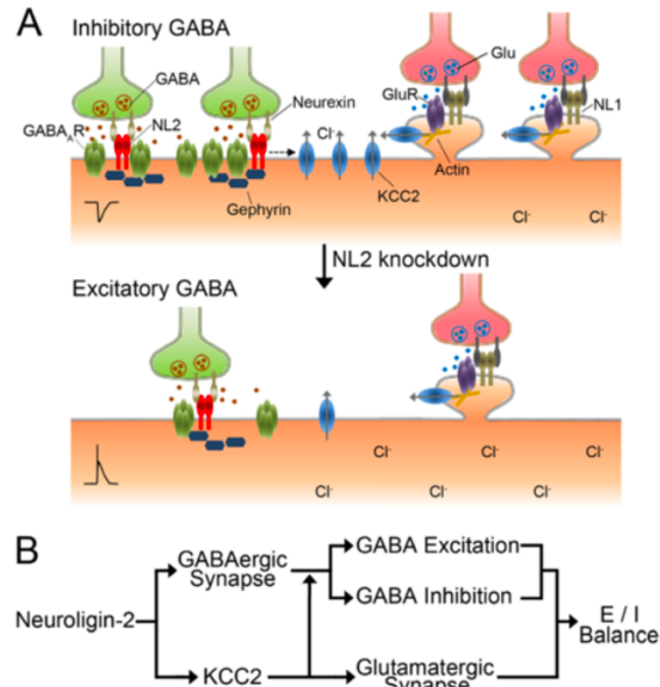 A
Inhibitory GABA
Glu
GABA
GluR
Neurexin
GABA_AR
NL2
Cl-
NL1
Actin
KCC2
Gephyrin
Cl-
Cl-
NL2 knockdown
Excitatory GABA
Cl-
Cl-
Cl-
Cl-
Cl-
Cl-
B
GABAergic
Synapse
GABA Excitation
GABA Inhibition
Neuroligin-2
E / I
Balance
KCC2
Glutamatergic
Synapse